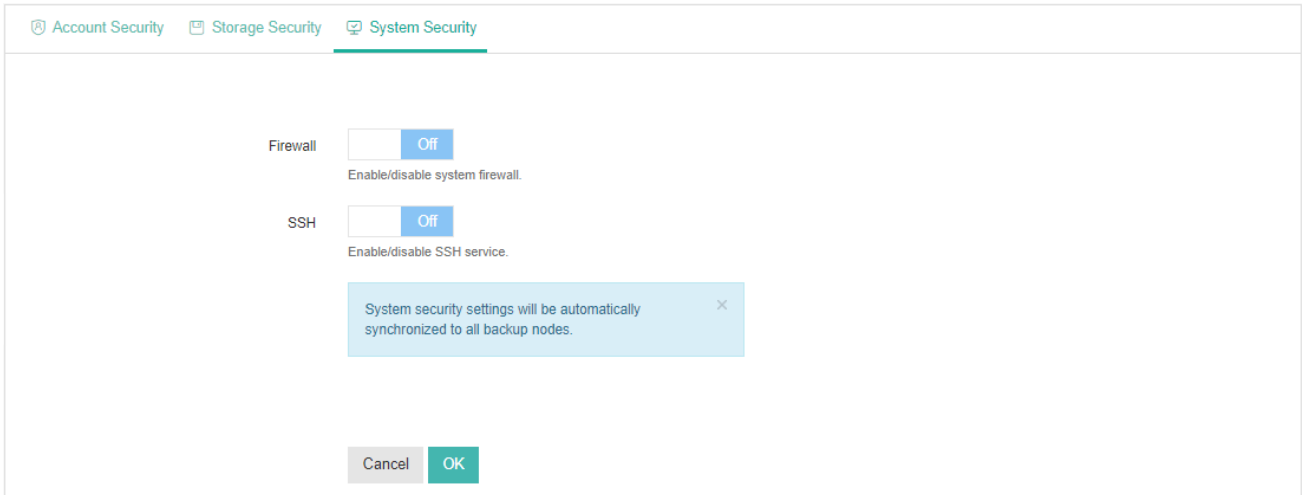 Account Security Storage Security System Security
Firewall Off
Enable/disable system firewall.
SSH Off
Enable/disable SSH service.
System security settings will be automatically
synchronized to all backup nodes.
Cancel OK